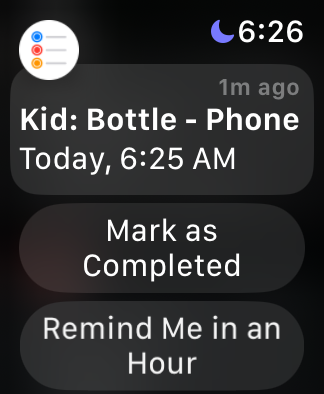 6:26
1m ago
Kid: Bottle - Phone
Today, 6:25 AM
Mark as
Completed
Remind Me in an
Hour